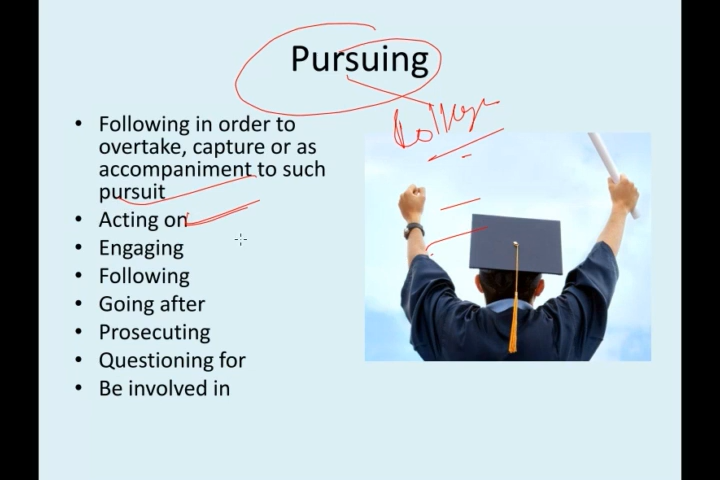 Pursuing
College
• Following in order to
overtake, capture or as
accompaniment to such
pursuit
• Acting on
• Engaging
• Following
• Going after
• Prosecuting
• Questioning for
• Be involved in